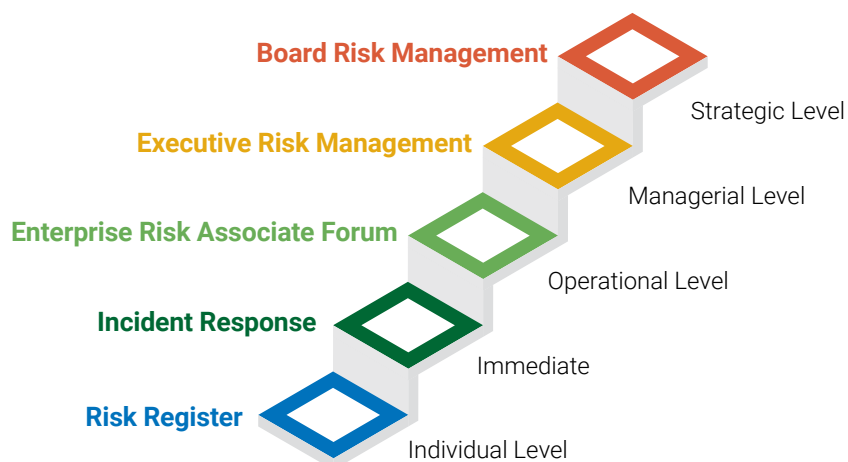 Board Risk Management
Strategic Level
Executive Risk Management
Managerial Level
Enterprise Risk Associate Forum
Operational Level
Incident Response
Immediate
Risk Register
Individual Level